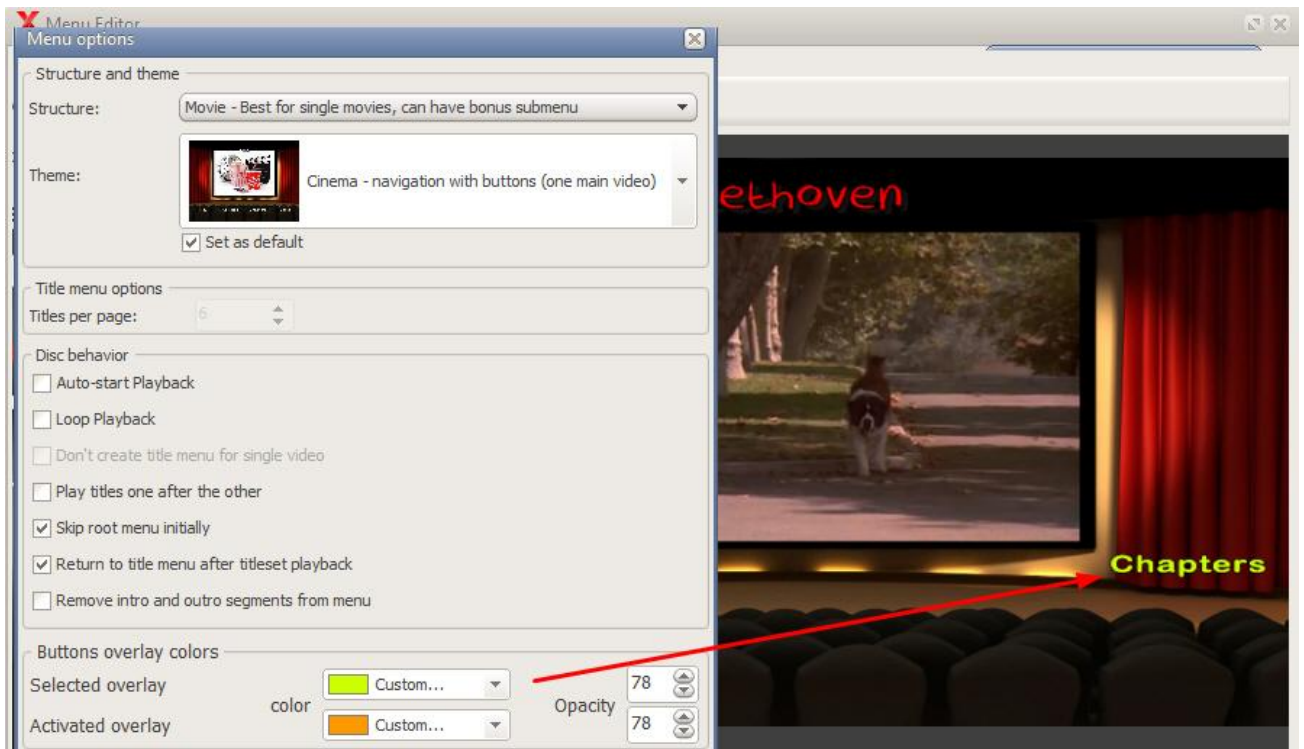 Menu Editor
Menu options
Structure and theme
Structure:
Movie - Best for single movies, can have bonus submenu
Theme:
Cinema - navigation with buttons (one main video)
Set as default
Title menu options
Titles per page:
6
Disc behavior
Auto-start Playback
Loop Playback
Don't create title menu for single video
Play titles one after the other
Skip root menu initially
Return to title menu after titleset playback
Remove intro and outro segments from menu
Buttons overlay colors
Selected overlay
color
Custom...
Opacity
78
Activated overlay
Custom...
78
ethoven
Chapters